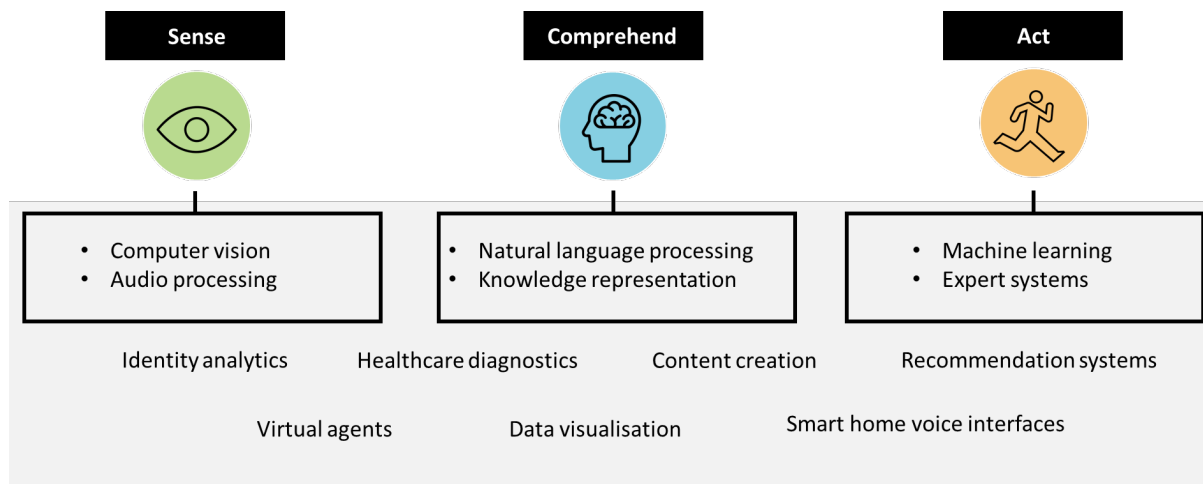 Sense
Comprehend
Act
• Computer vision
• Audio processing
• Natural language processing
• Knowledge representation
• Machine learning
• Expert systems
Identity analytics
Healthcare diagnostics
Content creation
Recommendation systems
Virtual agents
Data visualisation
Smart home voice interfaces